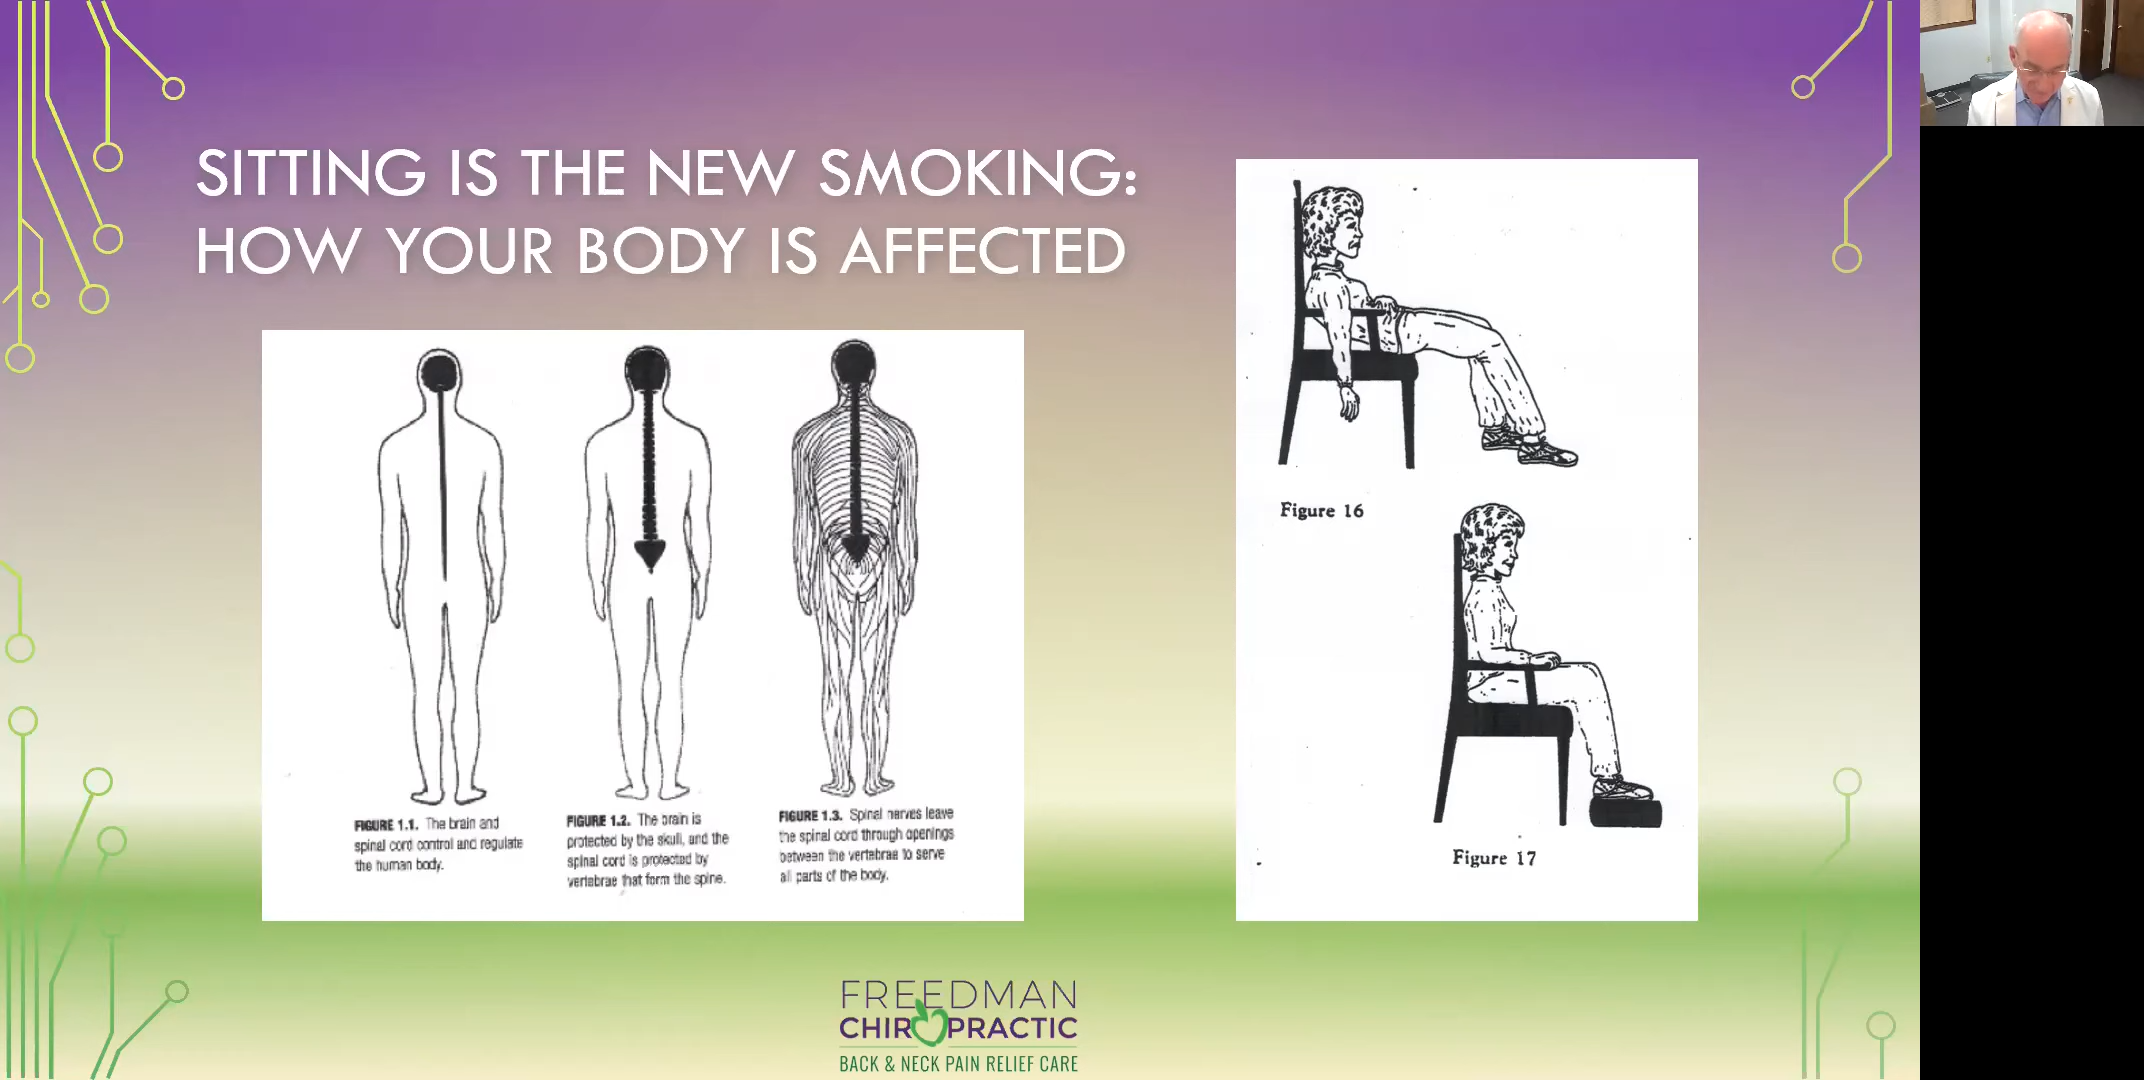 SITTING IS THE NEW SMOKING:
HOW YOUR BODY IS AFFECTED
FIGURE 1.1. The brain and
spinal cord control and regulate
the human body.
FIGURE 1.2. The brain is
protected by the skull, and the
spinal cord is protected by
vertebrae that form the spine.
FIGURE 1.3. Spinal nerves leave
the spinal cord through openings
between the vertebrae to serve
all parts of the body.
Figure 16
Figure 17
FREEDMAN
CHIROPRACTIC
BACK & NECK PAIN RELIEF CARE